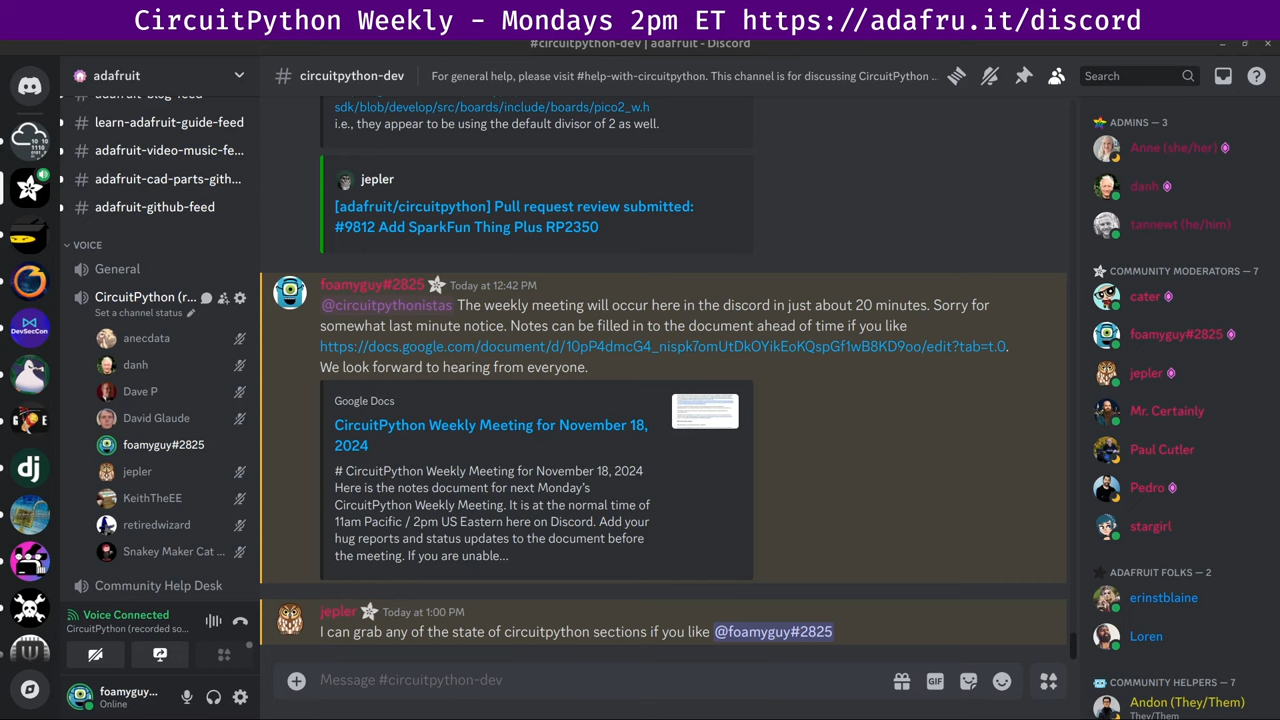 CircuitPython Weekly - Mondays 2pm ET https://adafru.it/discord
#circuitpython-dev | adafruit - Discord
adafruit
adafruit-blog-feed
learn-adafruit-guide-feed
adafruit-video-music-fe...
adafruit-cad-parts-gith...
adafruit-github-feed
VOICE
General
CircuitPython (r...
Set a channel status
anecdata
danh
Dave P
David Glaude
foamyguy#2825
jepler
KeithTheEE
retiredwizard
Snakey Maker Cat ...
Community Help Desk
Voice Connected
CircuitPython (recorded so...
foamyguy...
Online
# circuitpython-dev
For general help, please visit #help-with-circuitpython. This channel is for discussing CircuitPython ...
Search
sdk/blob/develop/src/boards/include/boards/pico2_w.h
i.e., they appear to be using the default divisor of 2 as well.
jepler
[adafruit/circuitpython] Pull request review submitted:
#9812 Add SparkFun Thing Plus RP2350
foamyguy#2825 Today at 12:42 PM
@circuitpythonistas The weekly meeting will occur here in the discord in just about 20 minutes. Sorry for
somewhat last minute notice. Notes can be filled in to the document ahead of time if you like
https://docs.google.com/document/d/10pP4dmcG4_nispk7omUtDkOYikEoKQspGf1wB8KD9oo/edit?tab=t.0.
We look forward to hearing from everyone.
Google Docs
CircuitPython Weekly Meeting for November 18,
2024
# CircuitPython Weekly Meeting for November 18, 2024
Here is the notes document for next Monday's
CircuitPython Weekly Meeting. It is at the normal time of
11am Pacific / 2pm US Eastern here on Discord. Add your
hug reports and status updates to the document before
the meeting. If you are unable...
jepler Today at 1:00 PM
I can grab any of the state of circuitpython sections if you like @foamyguy#2825
Message #circuitpython-dev
GIF
ADMINS — 3
Anne (she/her)
danh
tannewt (he/him)
COMMUNITY MODERATORS — 7
cater
foamyguy#2825
jepler
Mr. Certainly
Paul Cutler
Pedro
stargirl
ADAFRUIT FOLKS — 2
erinstblaine
Loren
COMMUNITY HELPERS — 7
Andon (They/Them)
They/Them